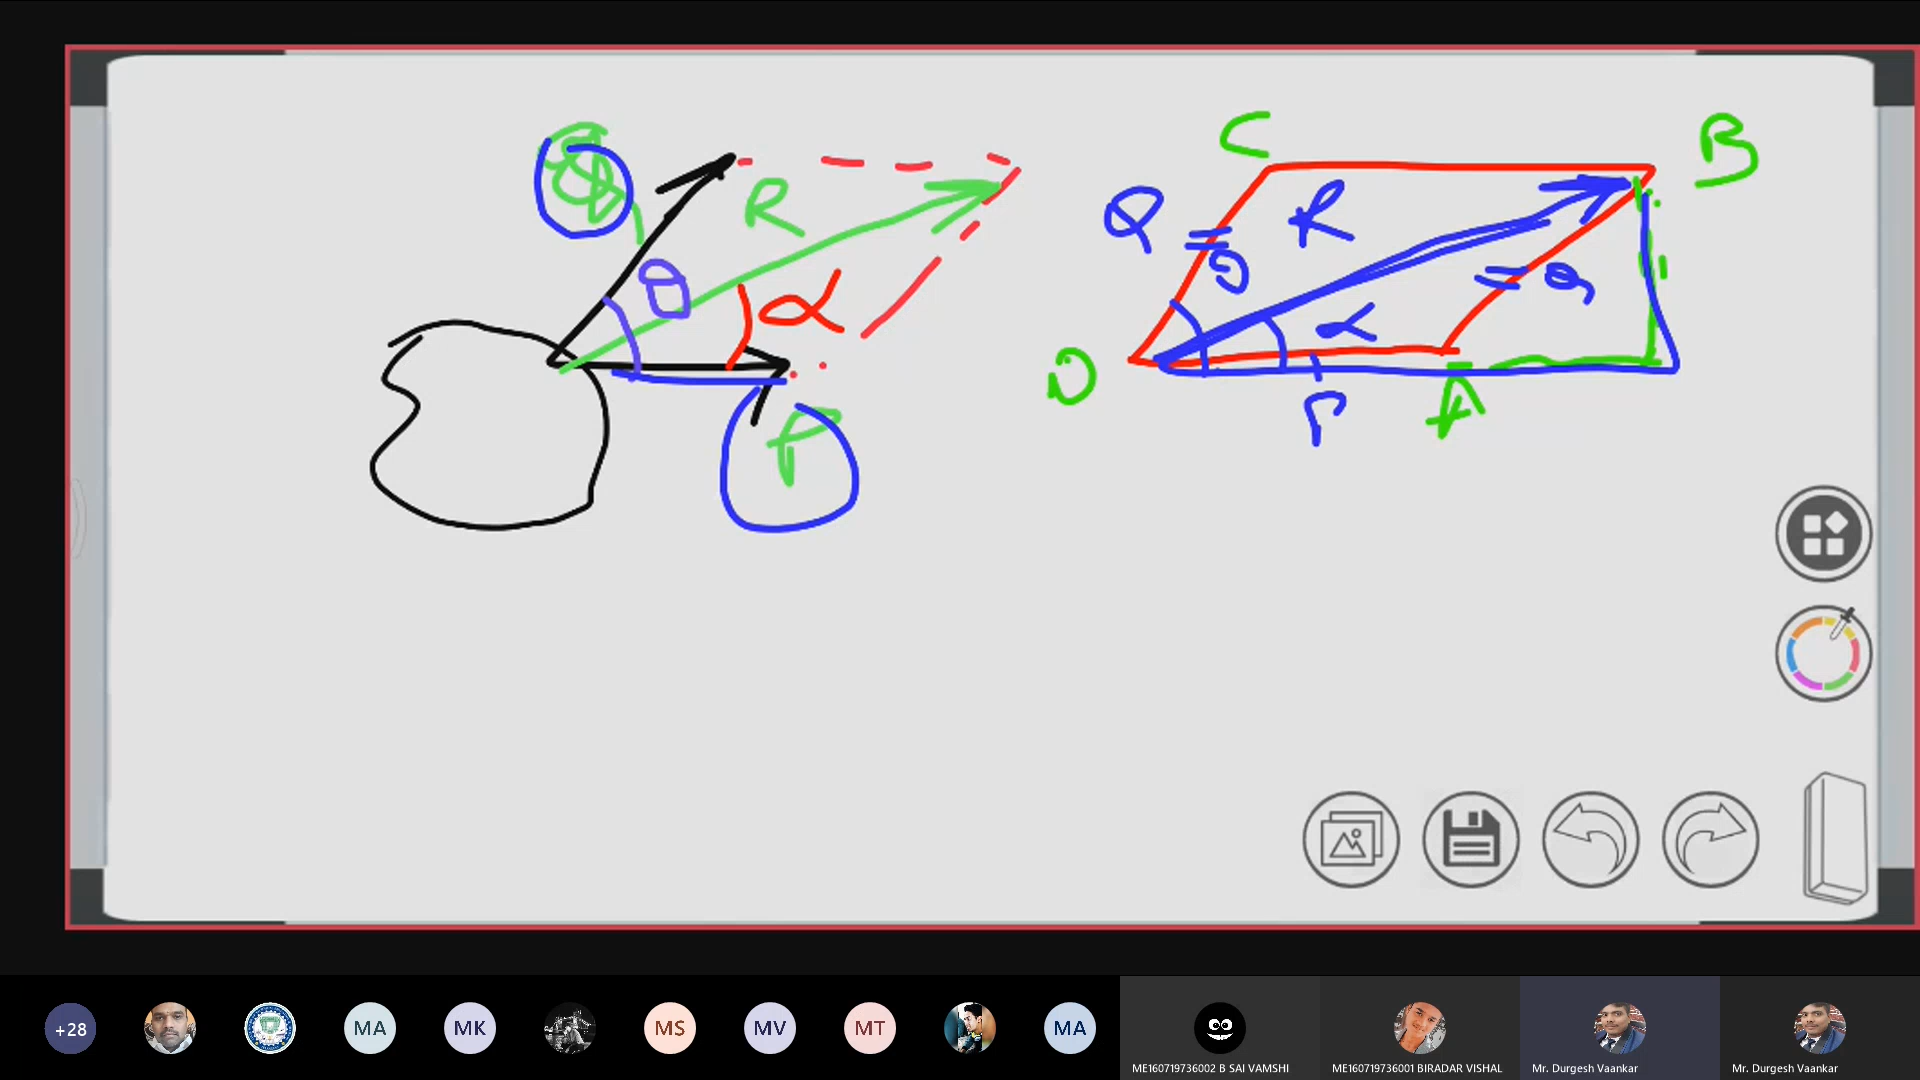 Q
R
θ
α
P
C
B
Q
R
θ
Q
α
O
P
A
+28
MA
MK
MS
MV
MT
MA
ME160719736002 B SAI VAMSHI
ME160719736001 BIRADAR VISHAL
Mr. Durgesh Vaankar
Mr. Durgesh Vaankar